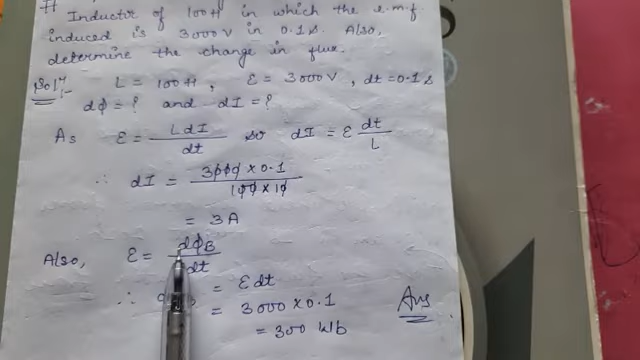 # Inductor of 100H in which the e.m.f.
induced is 3000V in 0.1s. Also,
determine the change in flux.
Solⁿ:- L = 100H, ε = 3000V, dt = 0.1s
dϕ = ? and dI = ?
As ε = LdI/dt so dI = ε dt/L
∴ dI = 3000 × 0.1 / 100 × 10
= 3A
Also, ε = dϕB/dt
∴ = εdt
= 3000 × 0.1
= 300 Wb Ans